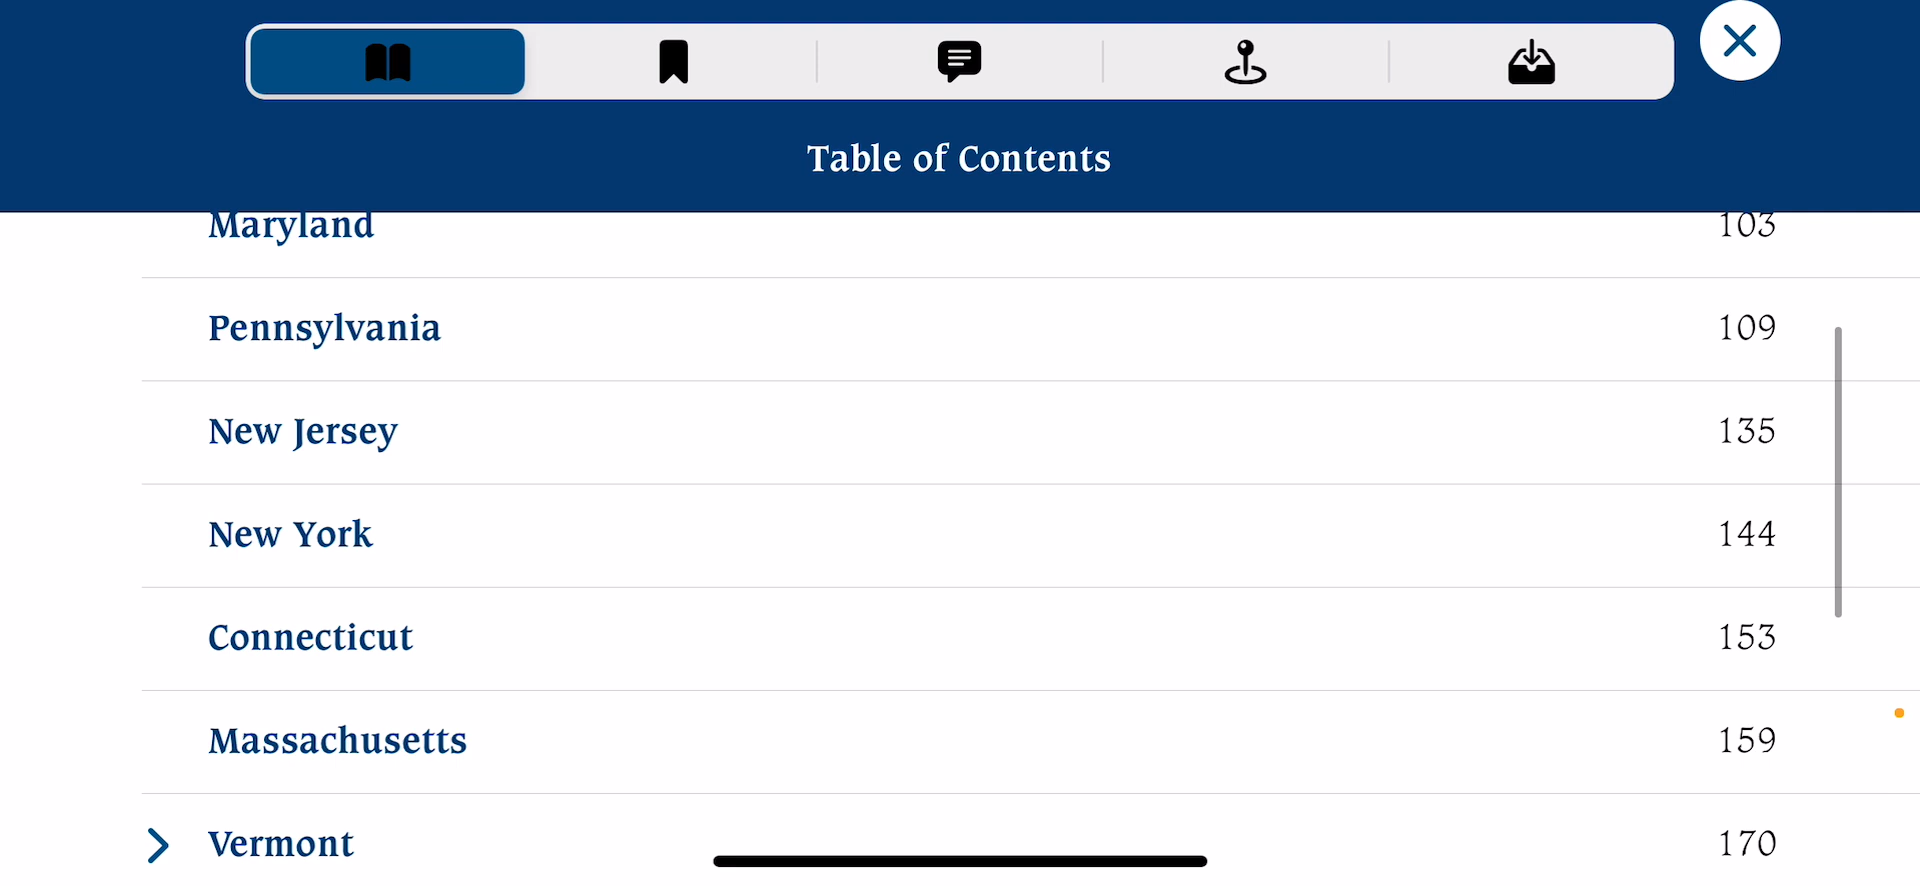 Table of Contents
Maryland 103
Pennsylvania 109
New Jersey 135
New York 144
Connecticut 153
Massachusetts 159
Vermont 170